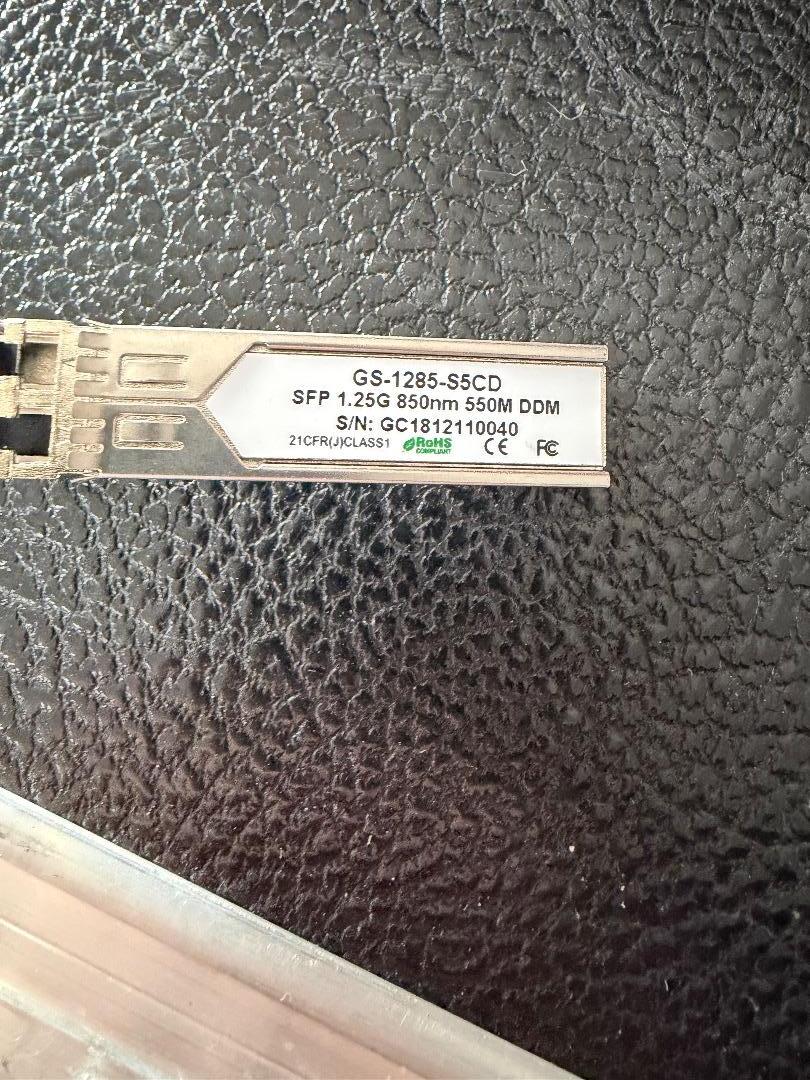 GS-1285-S5CD
SFP 1.25G 850nm 550M DDM
S/N: GC1812110040
21CFR(J)CLASS1 RoHS COMPLIANT CE FC